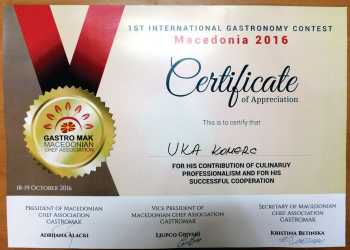 1ST INTERNATIONAL GASTRONOMY CONTEST
Macedonia 2016
Certificate
of Appreciation
This is to certify that
UKA KOMERC
FOR HIS CONTRIBUTION OF CULINARUY
PROFESSIONALISM AND FOR HIS
SUCCESSFUL COOPERATION
GASTRO MAK
MACEDONIAN
CHEF ASSOCIATION
18-19 OCTOBER 2016
PRESIDENT OF MACEDONIAN
CHEF ASSOCIATION
GASTROMAK
ADRIJANA ALACKI
VICE PRESIDENT OF
MACEDONIAN CHEF ASSOCIATION
GASTROMAK
LJUPCO GIEVSKI
SECRETARY OF MACEDONIAN
CHEF ASSOCIATION
GASTROMAK
KRISTINA BETINSKA